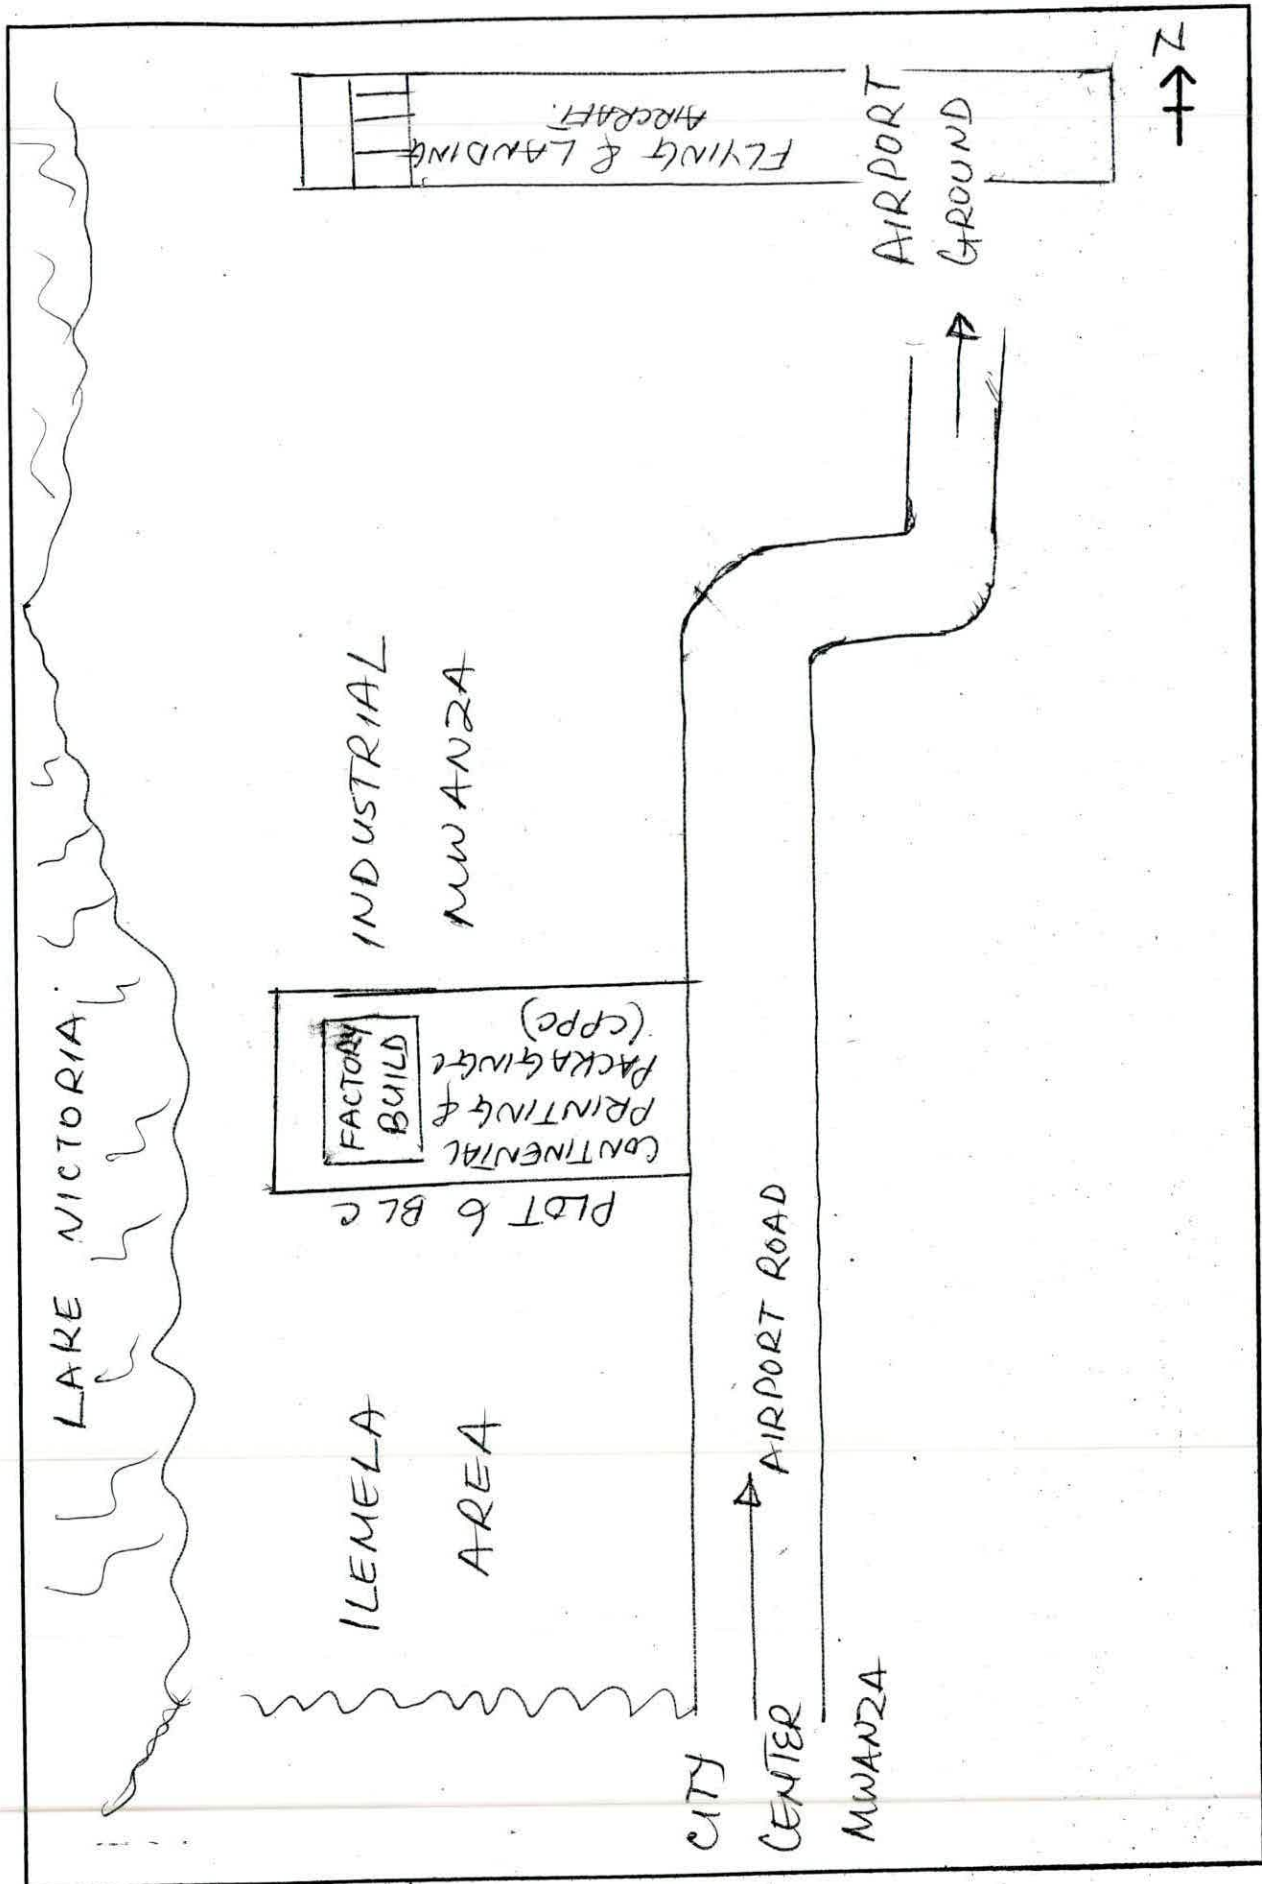 LAKE VICTORIA.
ILEMELA
AREA
INDUSTRIAL
MWANZA
PLOT 6 BLC
FACTORY
BUILD
CONTINENTAL
PRINTING &
PACKAGING C
(CPPC)
CITY
CENTER
MWANZA
AIRPORT ROAD
FLYING & LANDING
AIRCRAFT.
AIRPORT
GROUND
N